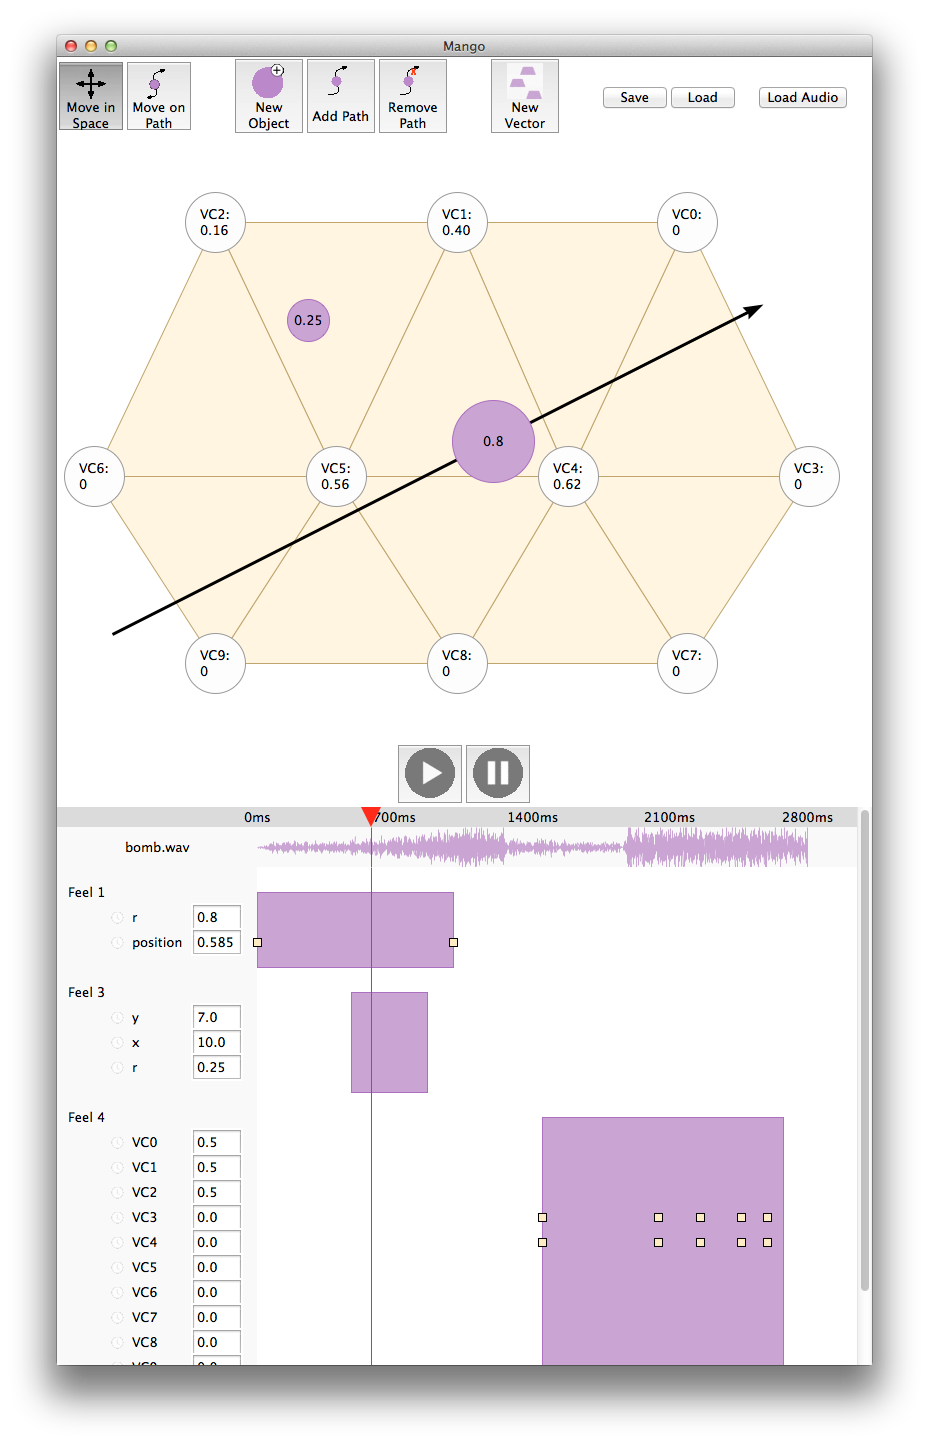 Mango
Move in
Space
Move on
Path
New
Object
Add Path
Remove
Path
New
Vector
Save
Load
Load Audio
VC2:
0.16
VC1:
0.40
VC0:
0
0.25
0.8
VC6:
0
VC5:
0.56
VC4:
0.62
VC3:
0
VC9:
0
VC8:
0
VC7:
0
0ms
700ms
1400ms
2100ms
2800ms
bomb.wav
Feel 1
r 0.8
position 0.585
Feel 3
y 7.0
x 10.0
r 0.25
Feel 4
VC0 0.5
VC1 0.5
VC2 0.5
VC3 0.0
VC4 0.0
VC5 0.0
VC6 0.0
VC7 0.0
VC8 0.0